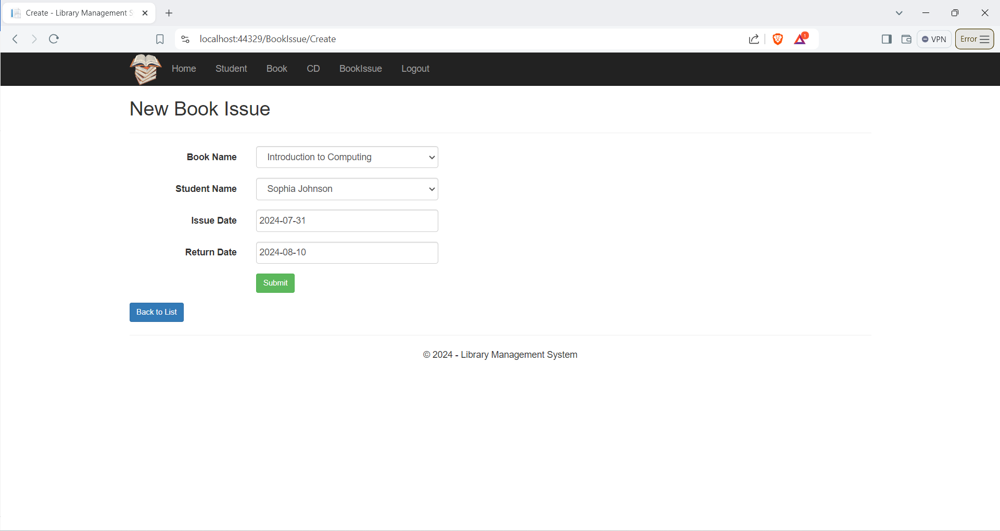 Create - Library Management S
localhost:44329/BookIssue/Create
1
VPN
Error
Home Student Book CD BookIssue Logout
New Book Issue
Book Name Introduction to Computing
Student Name Sophia Johnson
Issue Date 2024-07-31
Return Date 2024-08-10
Submit
Back to List
© 2024 - Library Management System